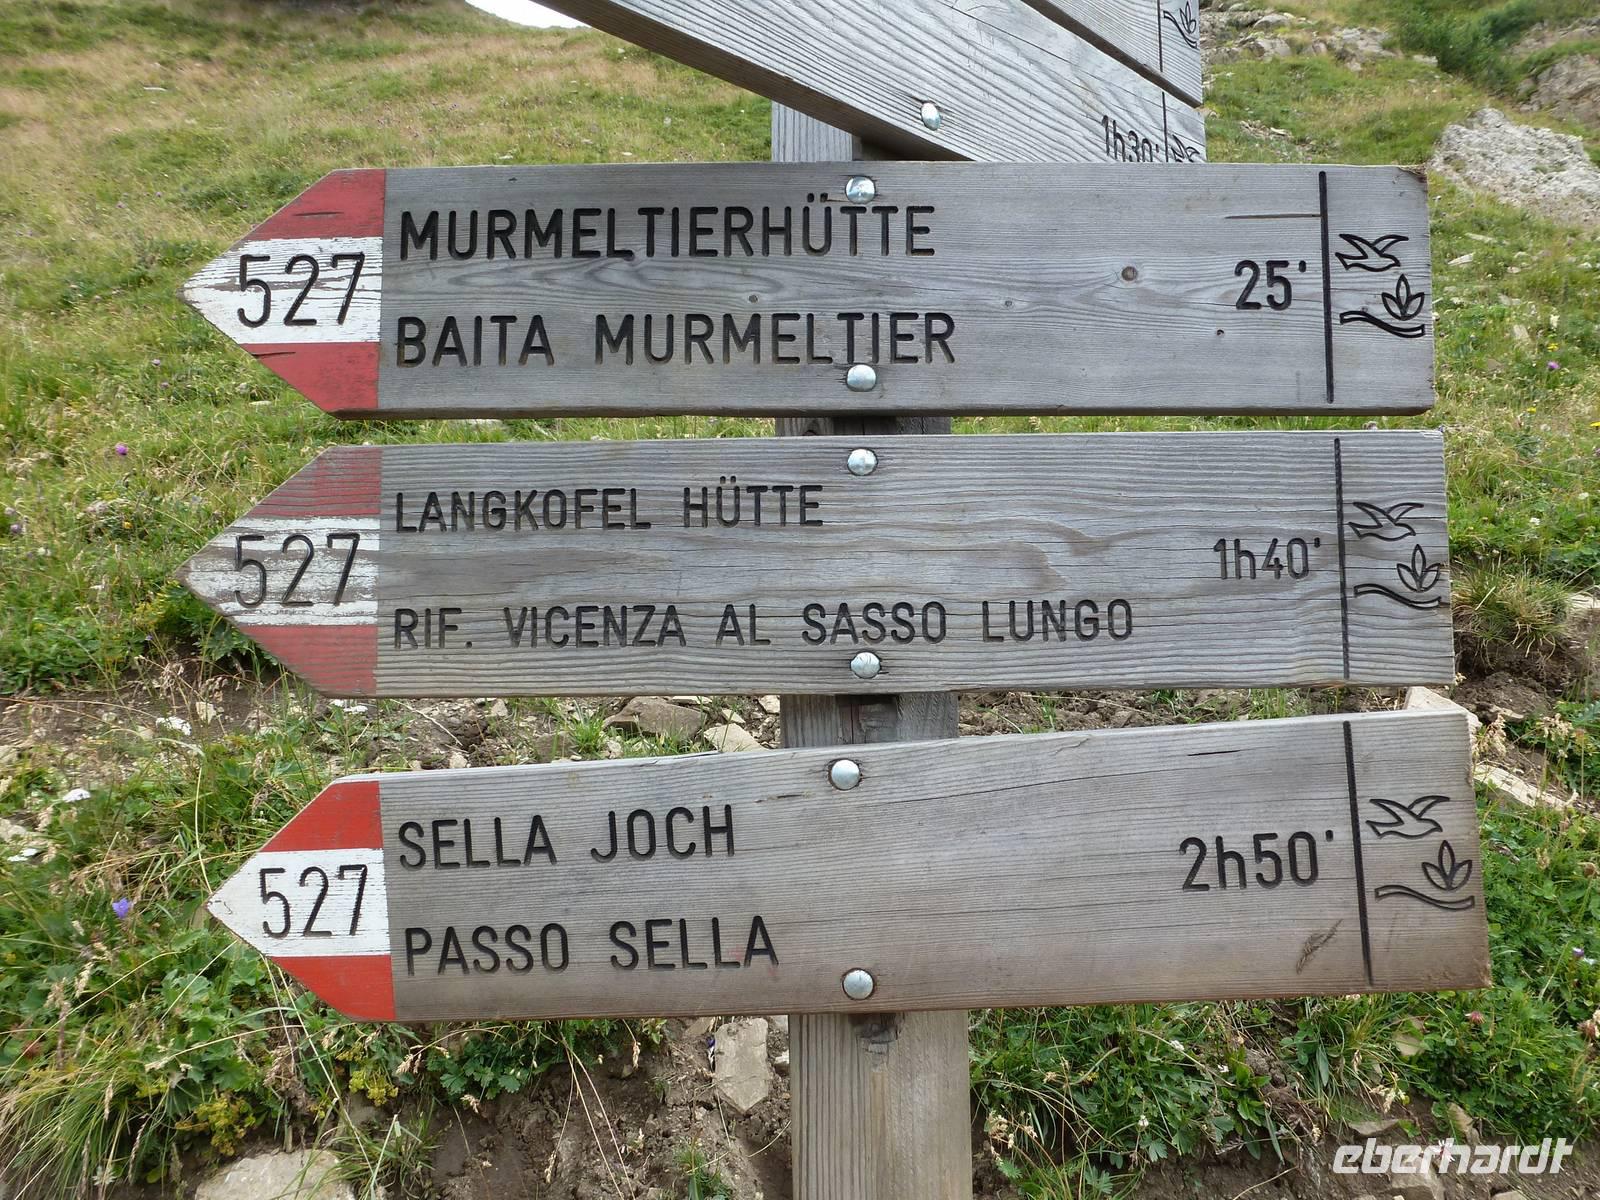 1h30'
MURMELTIERHÜTTE
527
25'
BAITA MURMELTIER
LANGKOFEL HÜTTE
527
1h40'
RIF. VICENZA AL SASSO LUNGO
SELLA JOCH
527
2h50'
PASSO SELLA
eberhardt